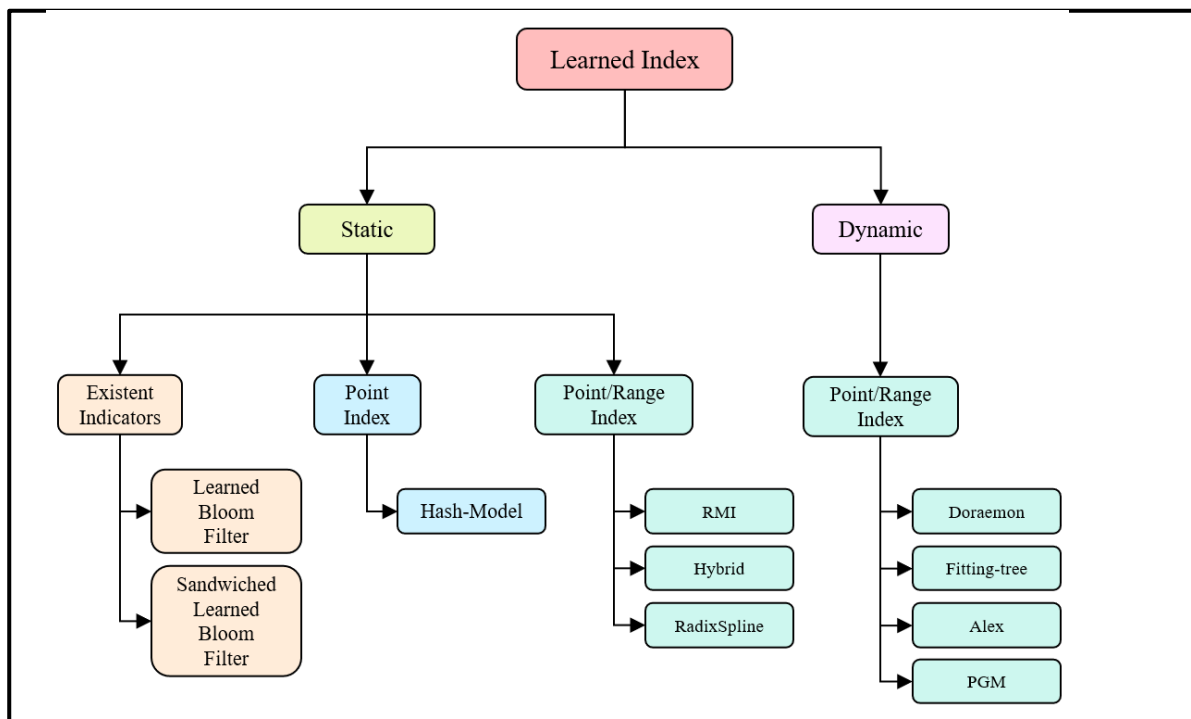 Learned Index
Static
Dynamic
Existent
Indicators
Point
Index
Point/Range
Index
Point/Range
Index
Learned
Bloom
Filter
Sandwiched
Learned
Bloom
Filter
Hash-Model
RMI
Hybrid
RadixSpline
Doraemon
Fitting-tree
Alex
PGM